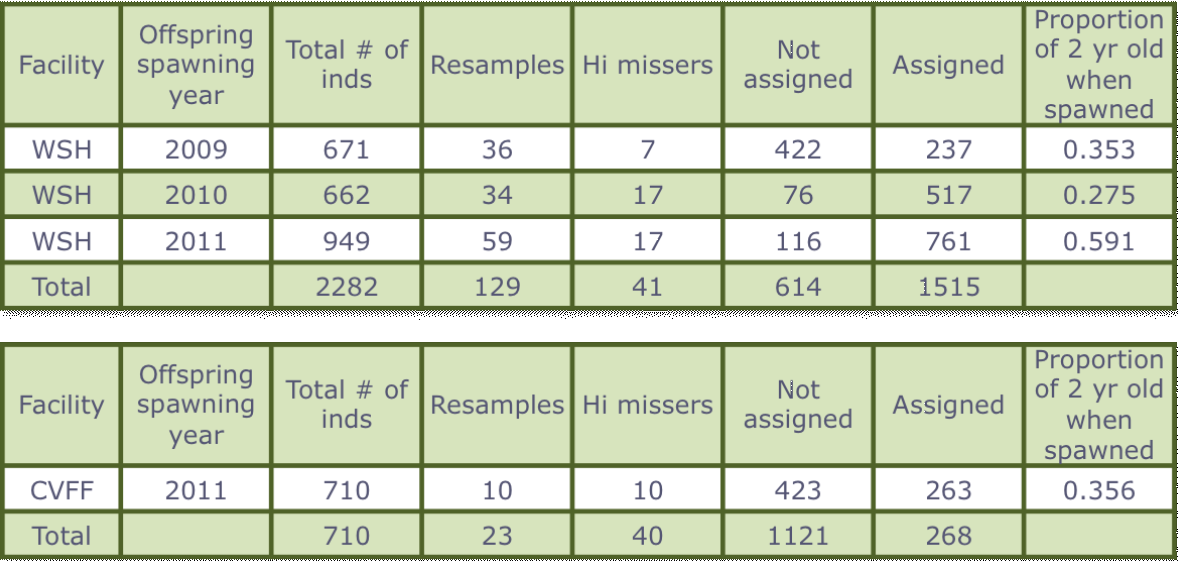 Facility Offspring spawning year Total # of inds Resamples Hi missers Not assigned Assigned Proportion of 2 yr old when spawned
WSH 2009 671 36 7 422 237 0.353
WSH 2010 662 34 17 76 517 0.275
WSH 2011 949 59 17 116 761 0.591
Total 2282 129 41 614 1515
Facility Offspring spawning year Total # of inds Resamples Hi missers Not assigned Assigned Proportion of 2 yr old when spawned
CVFF 2011 710 10 10 423 263 0.356
Total 710 23 40 1121 268